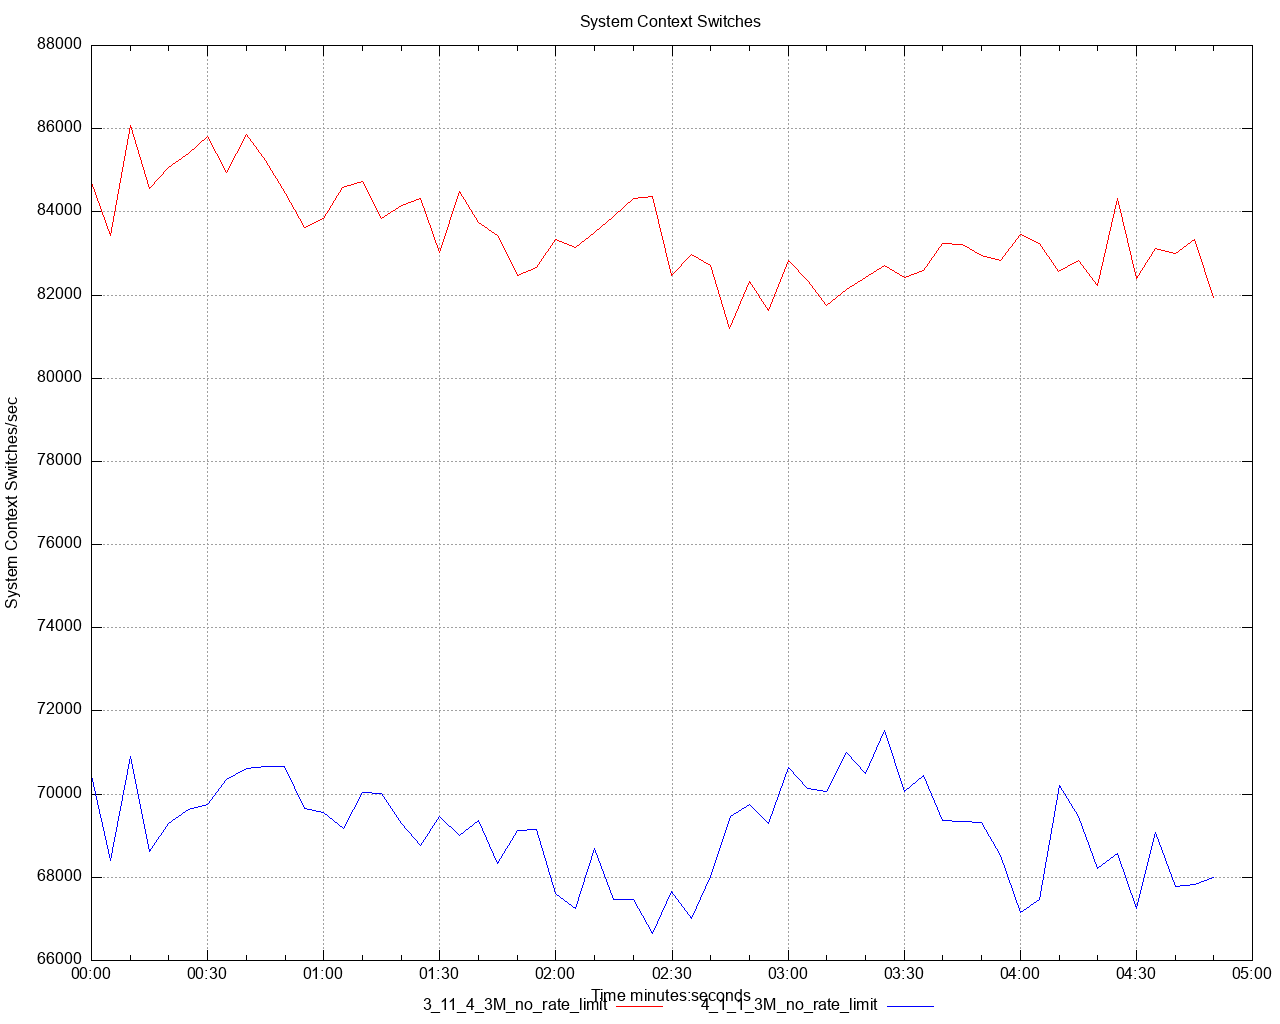 System Context Switches
88000
86000
84000
82000
80000
78000
76000
74000
72000
70000
68000
66000
System Context Switches/sec
00:00 00:30 01:00 01:30 02:00 02:30 03:00 03:30 04:00 04:30 05:00
Time minutes:seconds
3_11_4_3M_no_rate_limit 4_1_1_3M_no_rate_limit